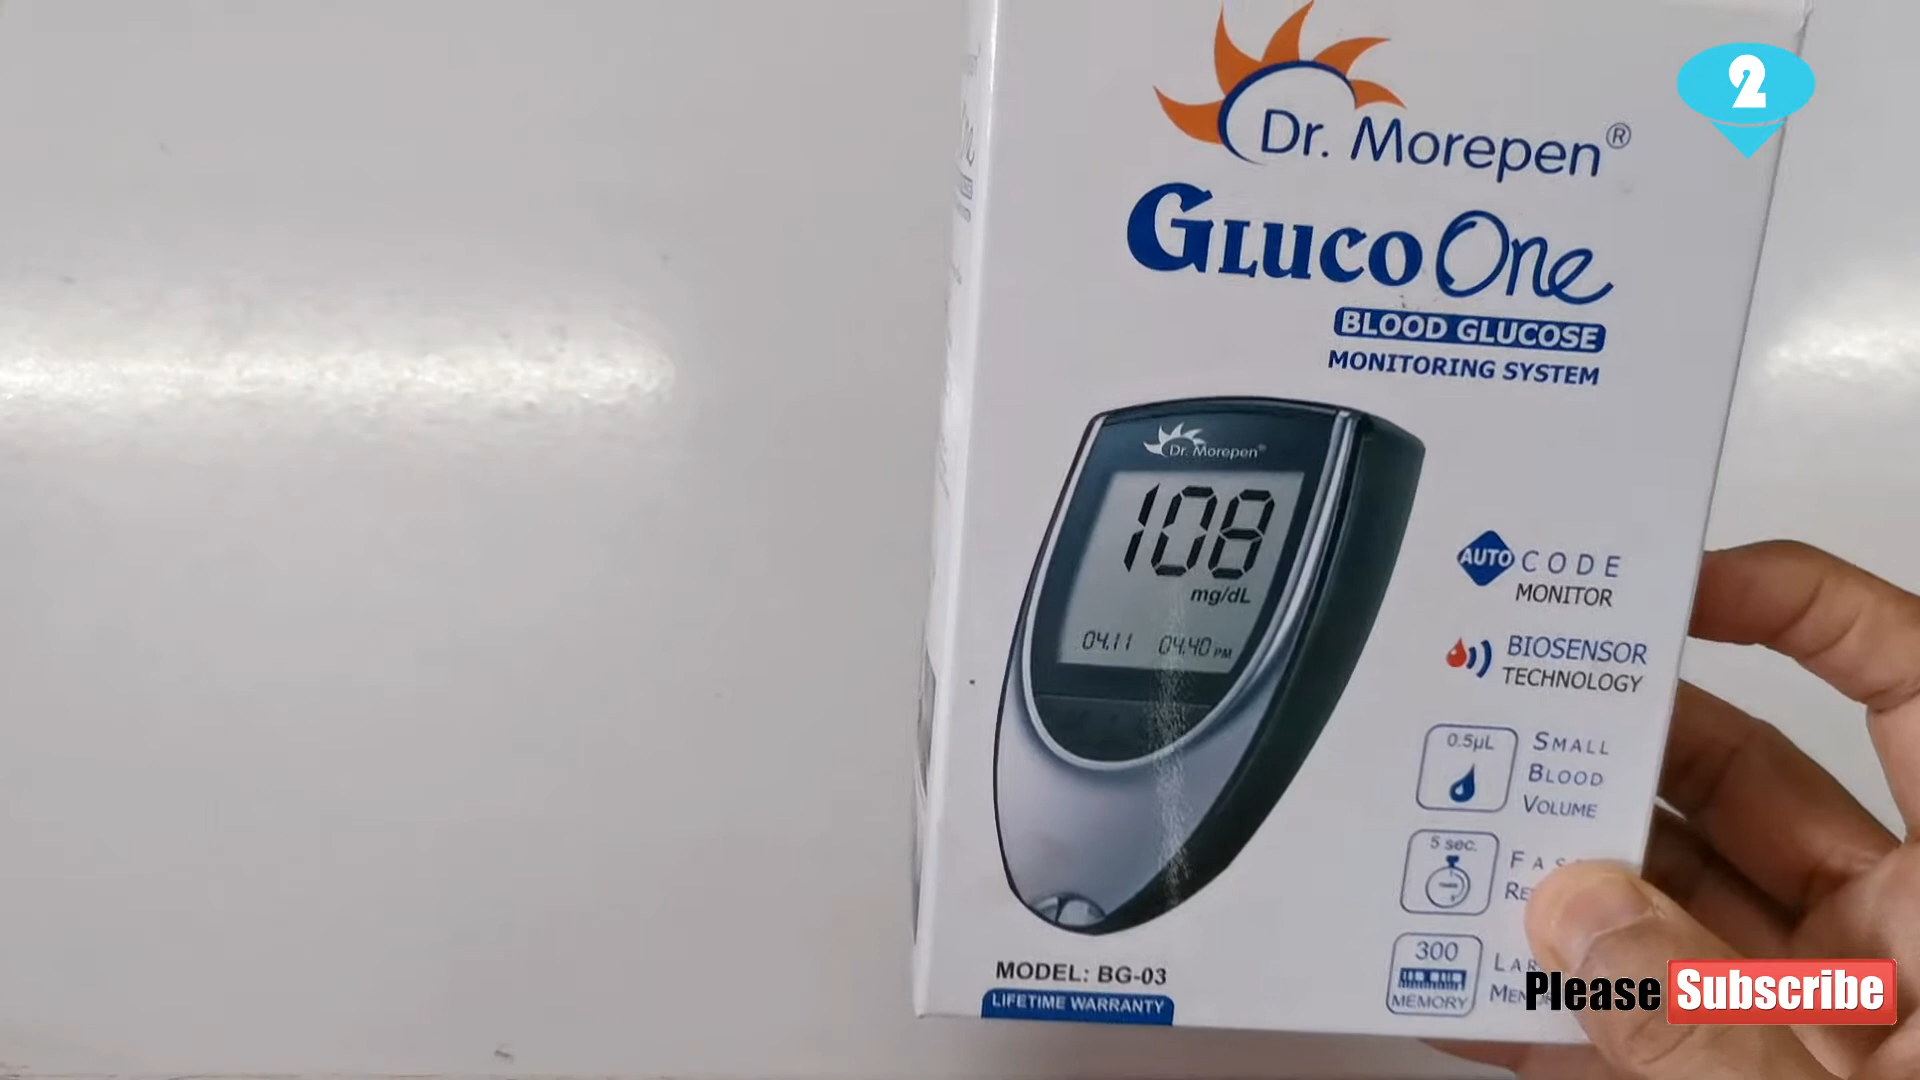 2
Dr. Morepen®
GLUCO One
BLOOD GLUCOSE
MONITORING SYSTEM
Dr. Morepen®
108
mg/dL
04.11 04.40 PM
AUTO CODE
MONITOR
BIOSENSOR
TECHNOLOGY
0.5µL
SMALL
BLOOD
VOLUME
5 sec.
300
MEMORY
MODEL: BG-03
LIFETIME WARRANTY
Please Subscribe